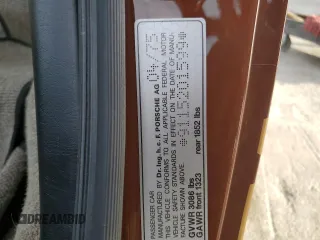 PASSENGER CAR
MANUFACTURED BY Dr. Ing. h. c. F. PORSCHE AG 04/75
THIS VEHICLE CONFORMS TO ALL APPLICABLE FEDERAL MOTOR
VEHICLE SAFETY STANDARDS IN EFFECT ON THE DATE OF MANU-
FACTURE SHOWN ABOVE. *9115201599*
GVWR 3086 lbs
GAWR front 1323 rear 1852 lbs
DREAMBID